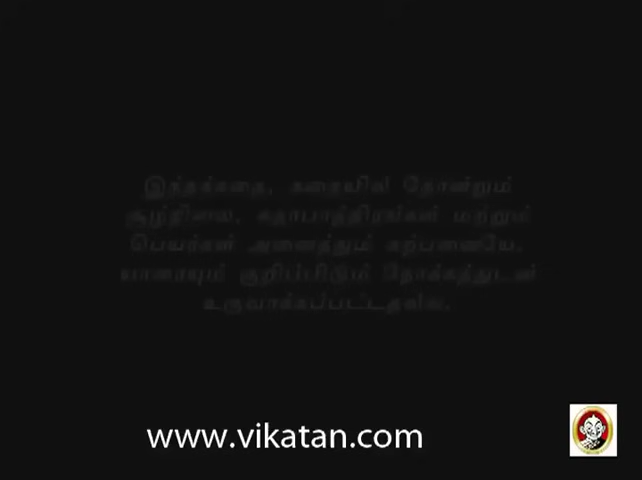 இந்தக்கதை, கதையில் தோன்றும்
சூழ்நிலை, கதாபாத்திரங்கள் மற்றும்
பெயர்கள் அனைத்தும் கற்பனையே.
யாரையும் குறிப்பிடும் நோக்கத்துடன்
உருவாக்கப்பட்டதல்ல.
www.vikatan.com